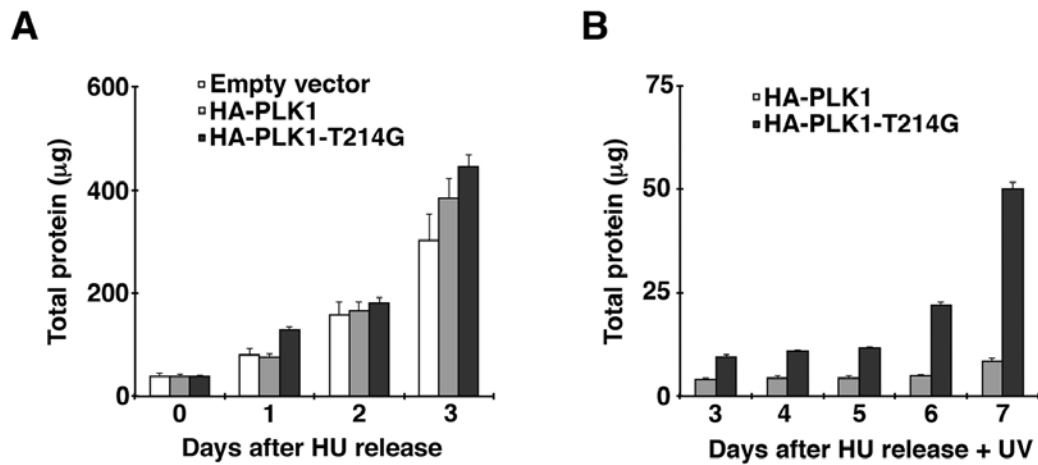 A
600
400
200
0
Total protein (µg)
Empty vector
HA-PLK1
HA-PLK1-T214G
0 1 2 3
Days after HU release
B
75
50
25
0
Total protein (µg)
HA-PLK1
HA-PLK1-T214G
3 4 5 6 7
Days after HU release + UV